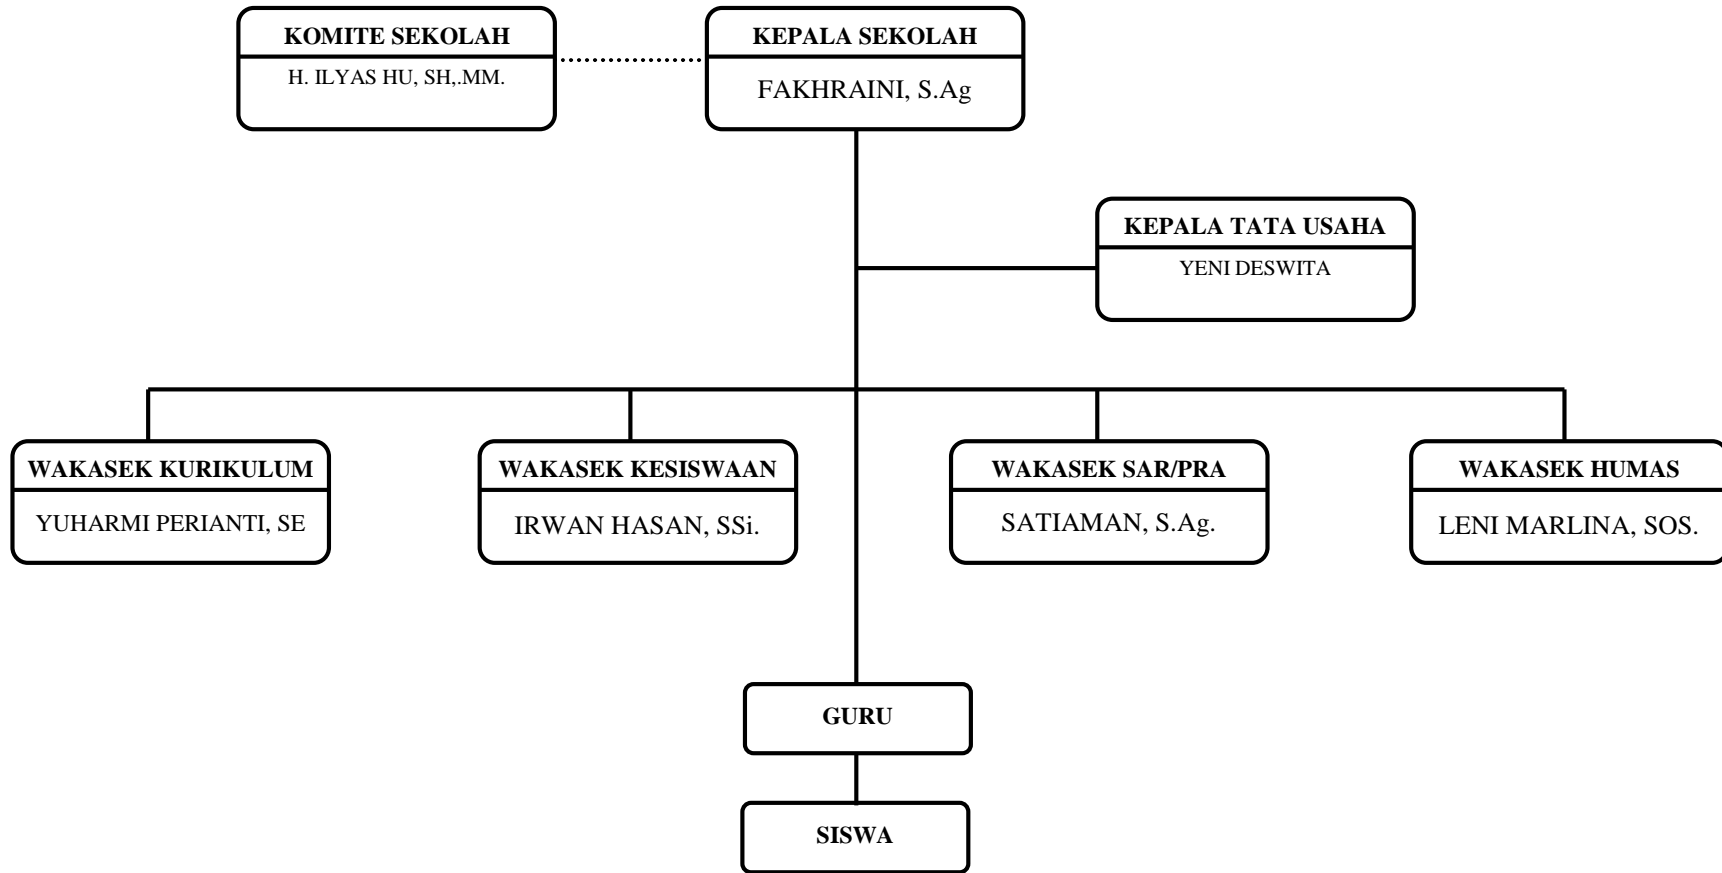 KOMITE SEKOLAH
H. ILYAS HU, SH,.MM.
KEPALA SEKOLAH
FAKHRAINI, S.Ag
KEPALA TATA USAHA
YENI DESWITA
WAKASEK KURIKULUM
YUHARMI PERIANTI, SE
WAKASEK KESISWAAN
IRWAN HASAN, SSi.
WAKASEK SAR/PRA
SATIAMAN, S.Ag.
WAKASEK HUMAS
LENI MARLINA, SOS.
GURU
SISWA